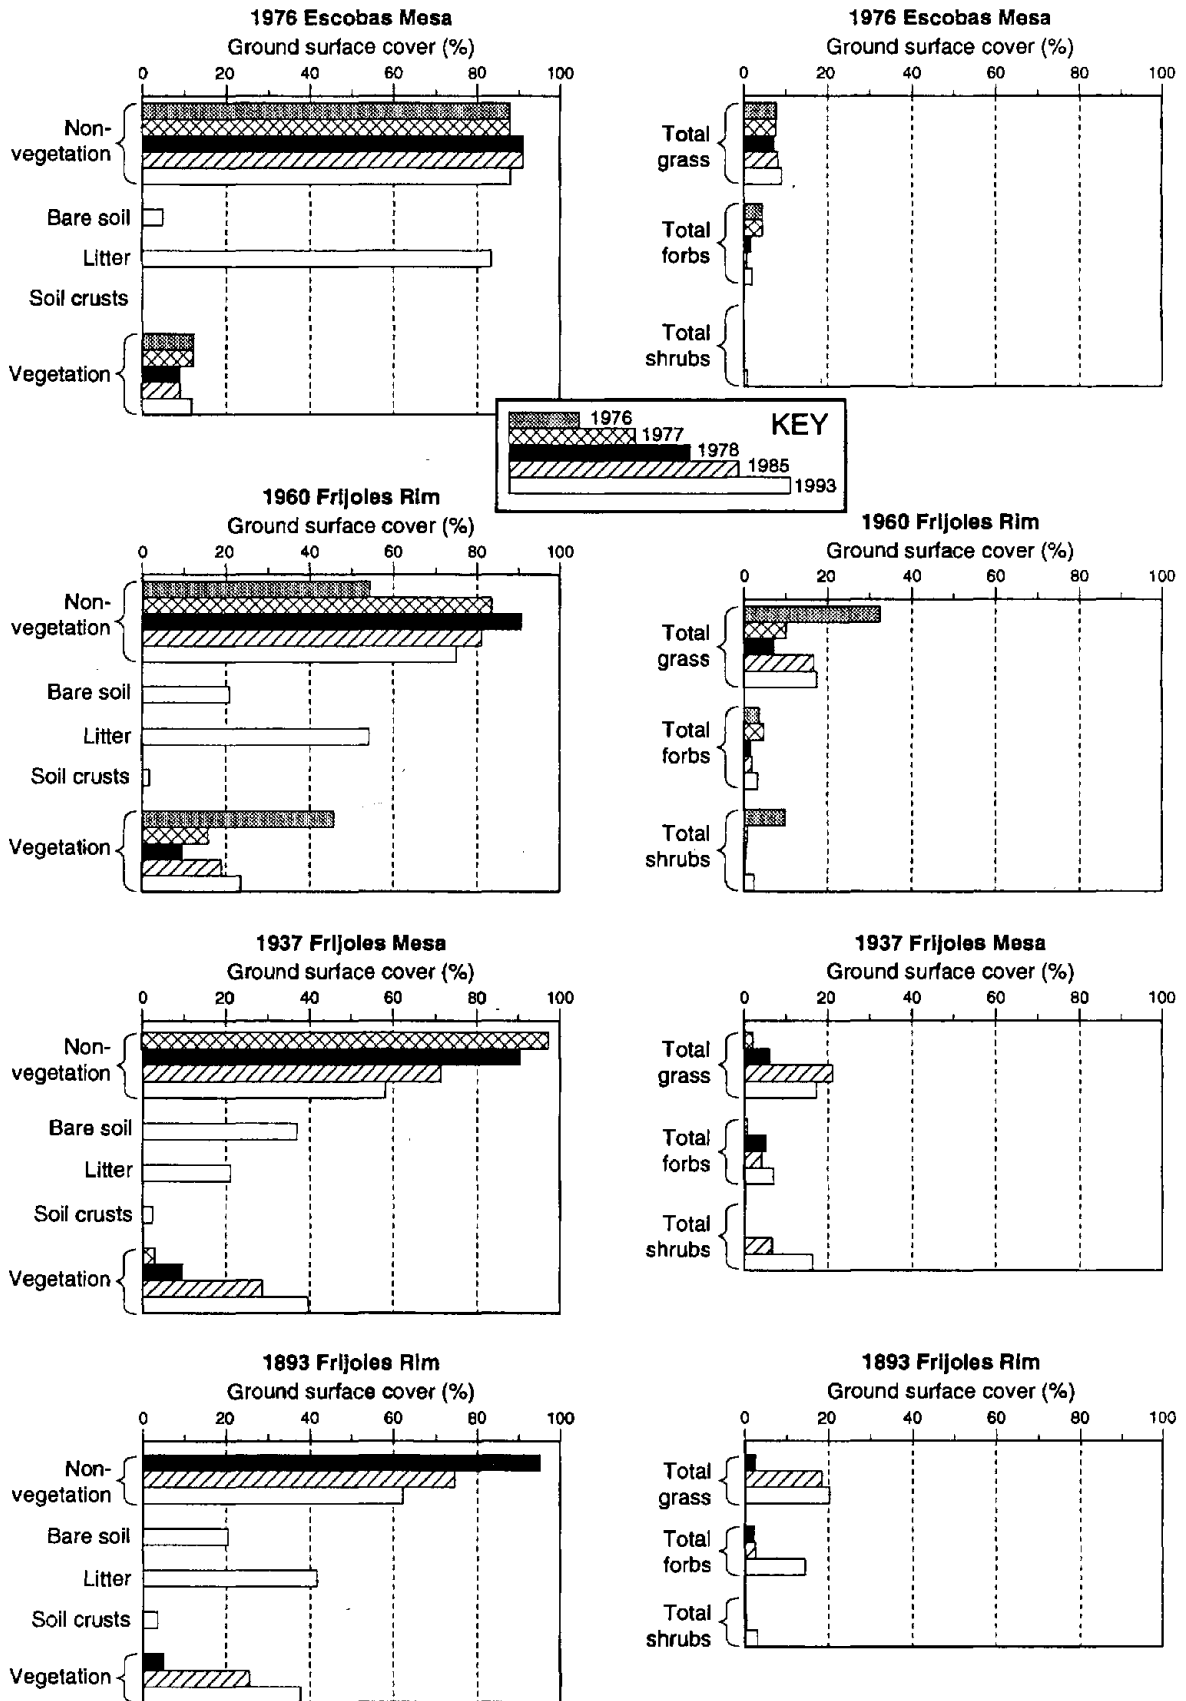 1976 Escobas Mesa
Ground surface cover (%)
0 20 40 60 80 100
Non-
vegetation
Bare soil
Litter
Soil crusts
Vegetation
1976 Escobas Mesa
Ground surface cover (%)
0 20 40 60 80 100
Total
grass
Total
forbs
Total
shrubs
KEY
1976
1977
1978
1985
1993
1960 Frijoles Rim
Ground surface cover (%)
0 20 40 60 80 100
Non-
vegetation
Bare soil
Litter
Soil crusts
Vegetation
1960 Frijoles Rim
Ground surface cover (%)
0 20 40 60 80 100
Total
grass
Total
forbs
Total
shrubs
1937 Frijoles Mesa
Ground surface cover (%)
0 20 40 60 80 100
Non-
vegetation
Bare soil
Litter
Soil crusts
Vegetation
1937 Frijoles Mesa
Ground surface cover (%)
0 20 40 60 80 100
Total
grass
Total
forbs
Total
shrubs
1893 Frijoles Rim
Ground surface cover (%)
0 20 40 60 80 100
Non-
vegetation
Bare soil
Litter
Soil crusts
Vegetation
1893 Frijoles Rim
Ground surface cover (%)
0 20 40 60 80 100
Total
grass
Total
forbs
Total
shrubs